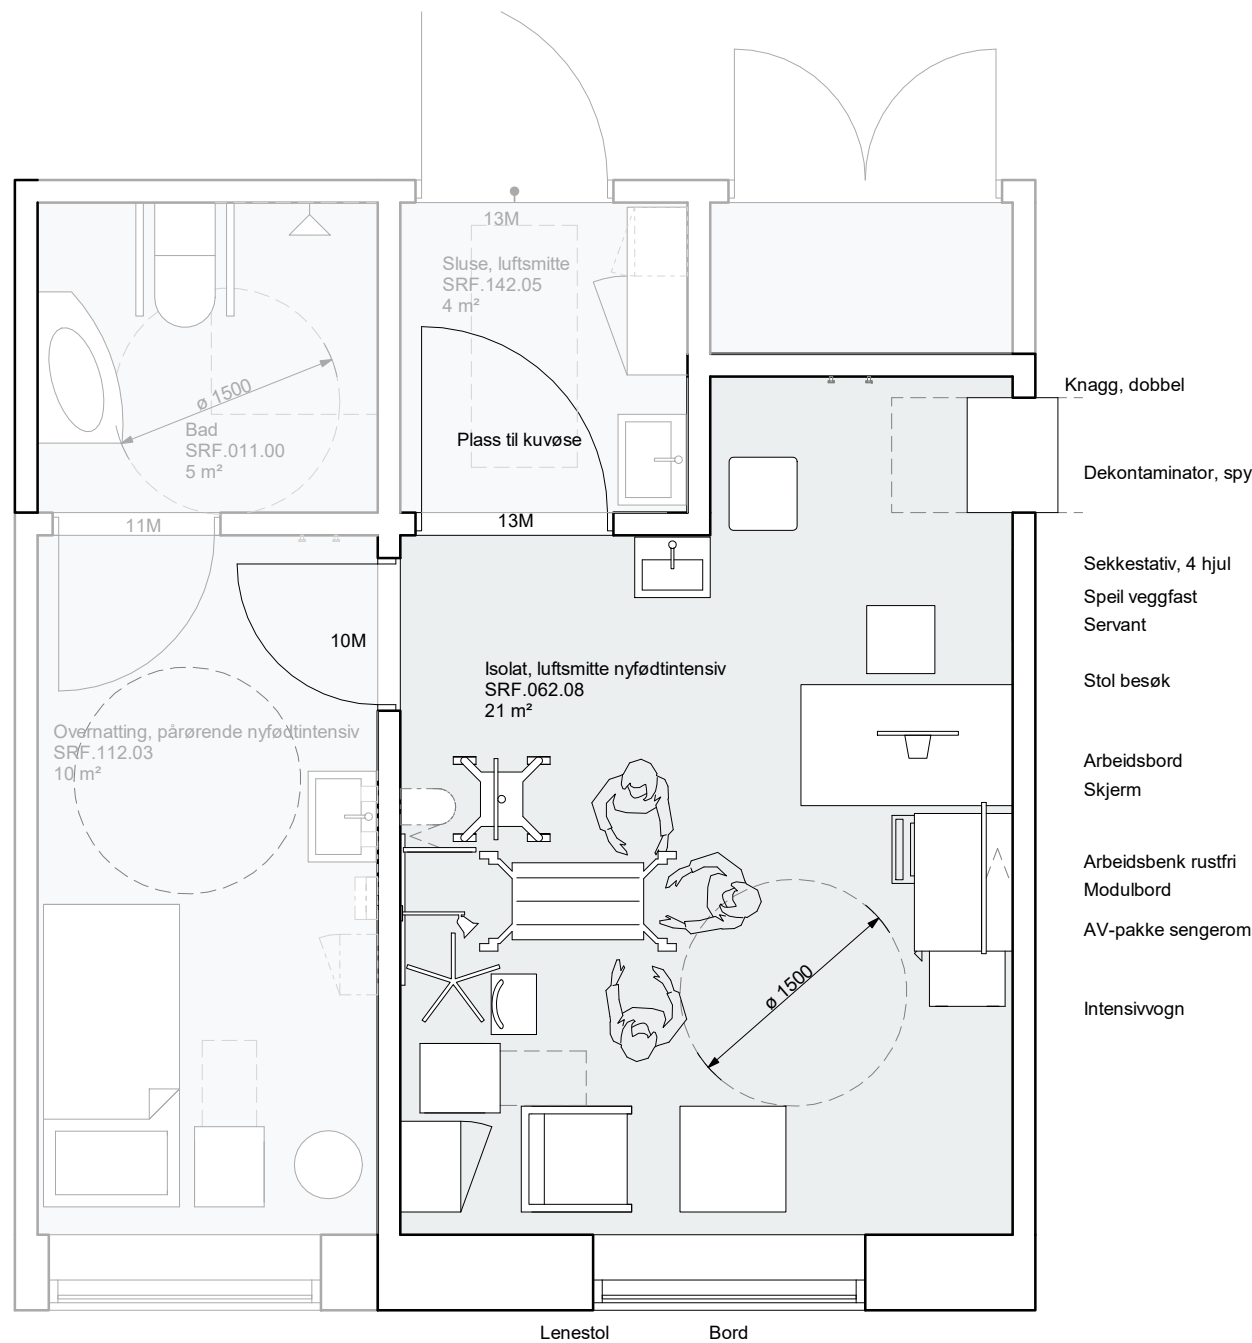 13M
Sluse, luftsmitte
SRF.142.05
4 m²
ø 1500
Bad
SRF.011.00
5 m²
Plass til kuvøse
11M
13M
10M
Isolat, luftsmitte nyfødtintensiv
SRF.062.08
21 m²
Overnatting, pårørende nyfødtintensiv
SRF.112.03
10 m²
ø 1500
Knagg, dobbel
Dekontaminator, spy
Sekkestativ, 4 hjul
Speil veggfast
Servant
Stol besøk
Arbeidsbord
Skjerm
Arbeidsbenk rustfri
Modulbord
AV-pakke sengerom
Intensivvogn
Lenestol
Bord